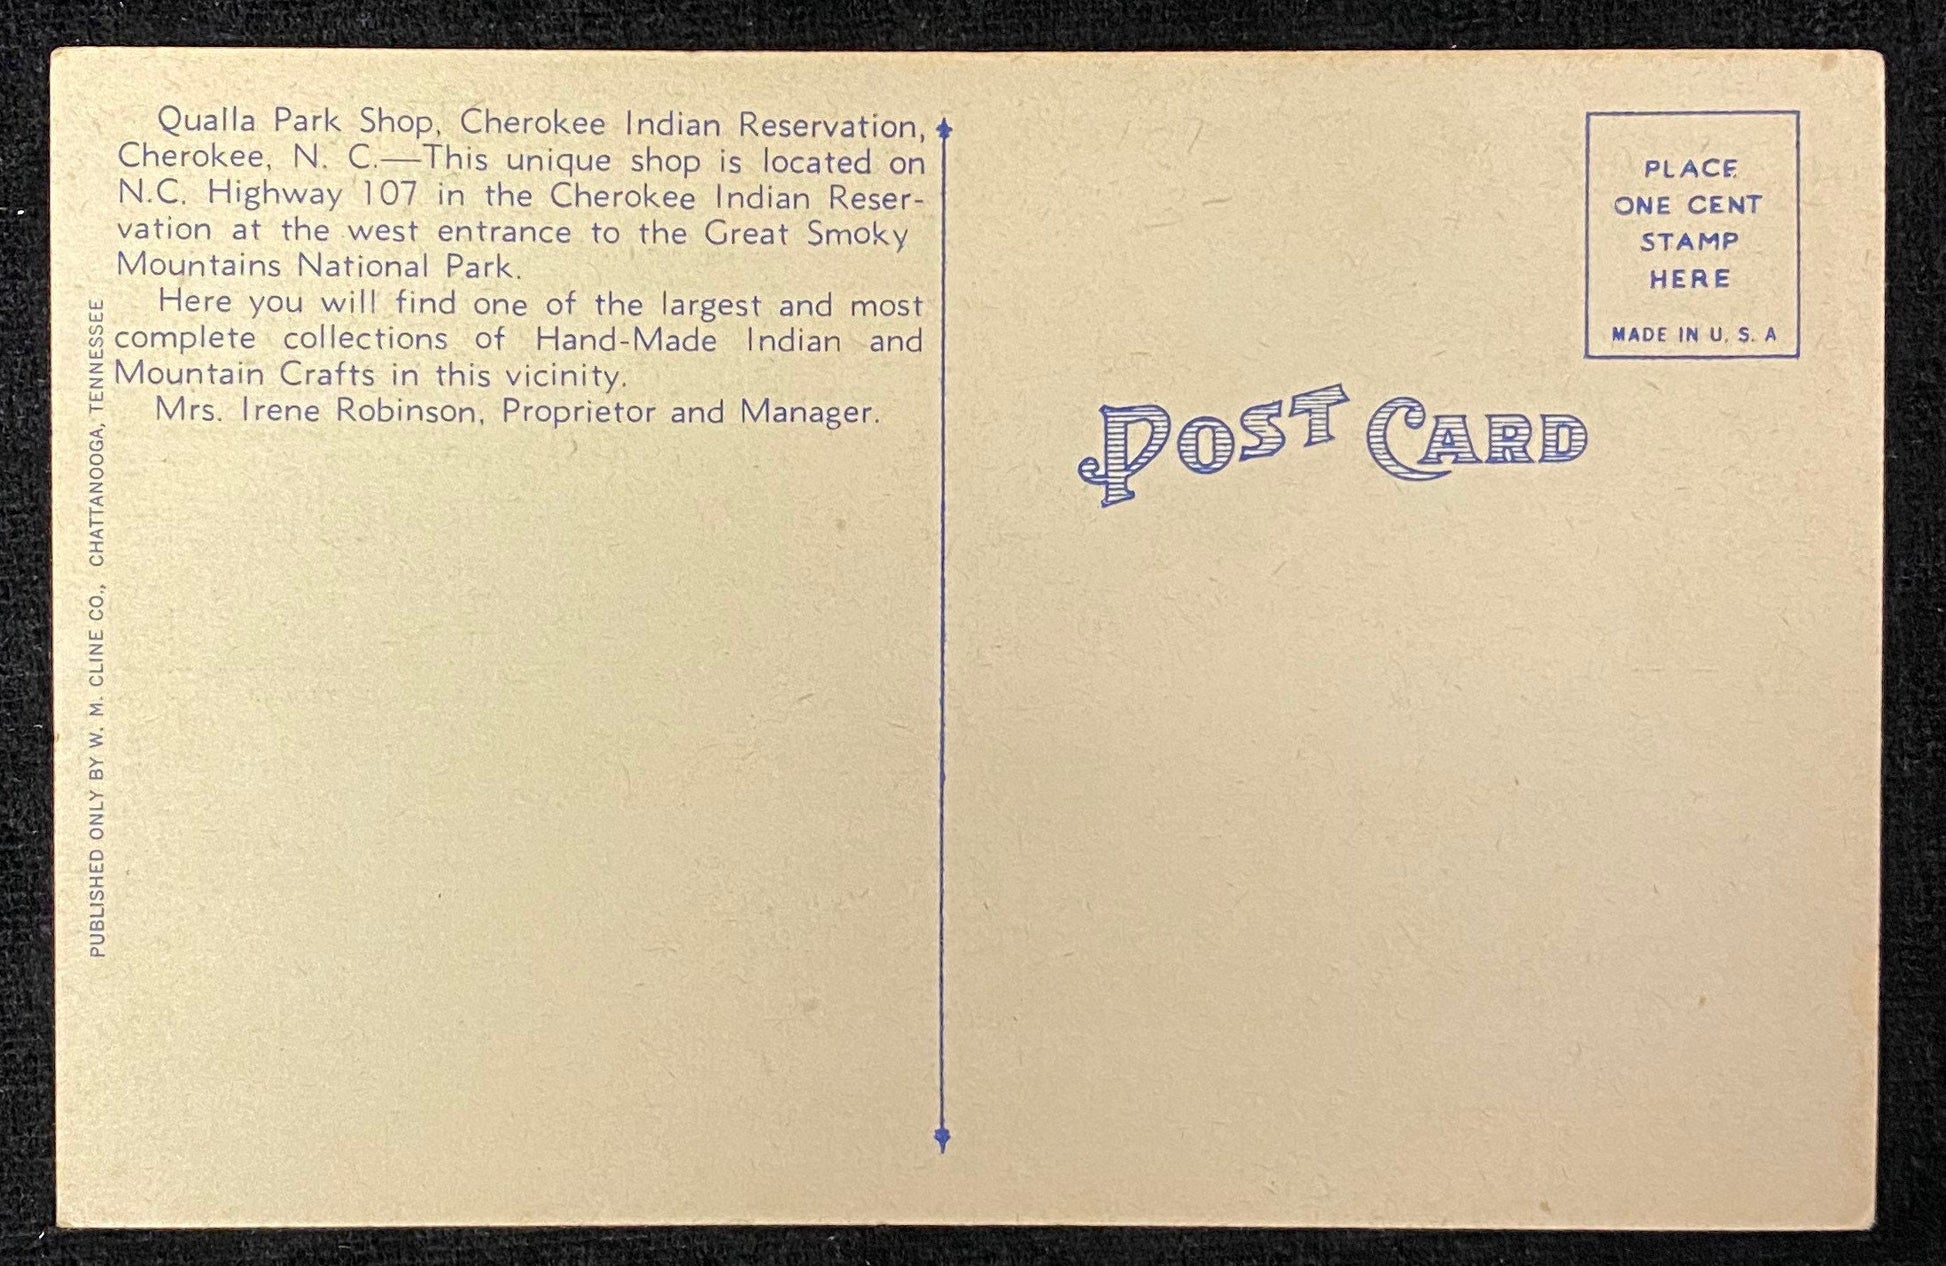 Qualla Park Shop, Cherokee Indian Reservation,
Cherokee, N. C.—This unique shop is located on
N.C. Highway 107 in the Cherokee Indian Reser-
vation at the west entrance to the Great Smoky
Mountains National Park.
Here you will find one of the largest and most
complete collections of Hand-Made Indian and
Mountain Crafts in this vicinity.
Mrs. Irene Robinson, Proprietor and Manager.
PUBLISHED ONLY BY W. M. CLINE CO., CHATTANOOGA, TENNESSEE
PLACE
ONE CENT
STAMP
HERE
MADE IN U. S. A
POST CARD